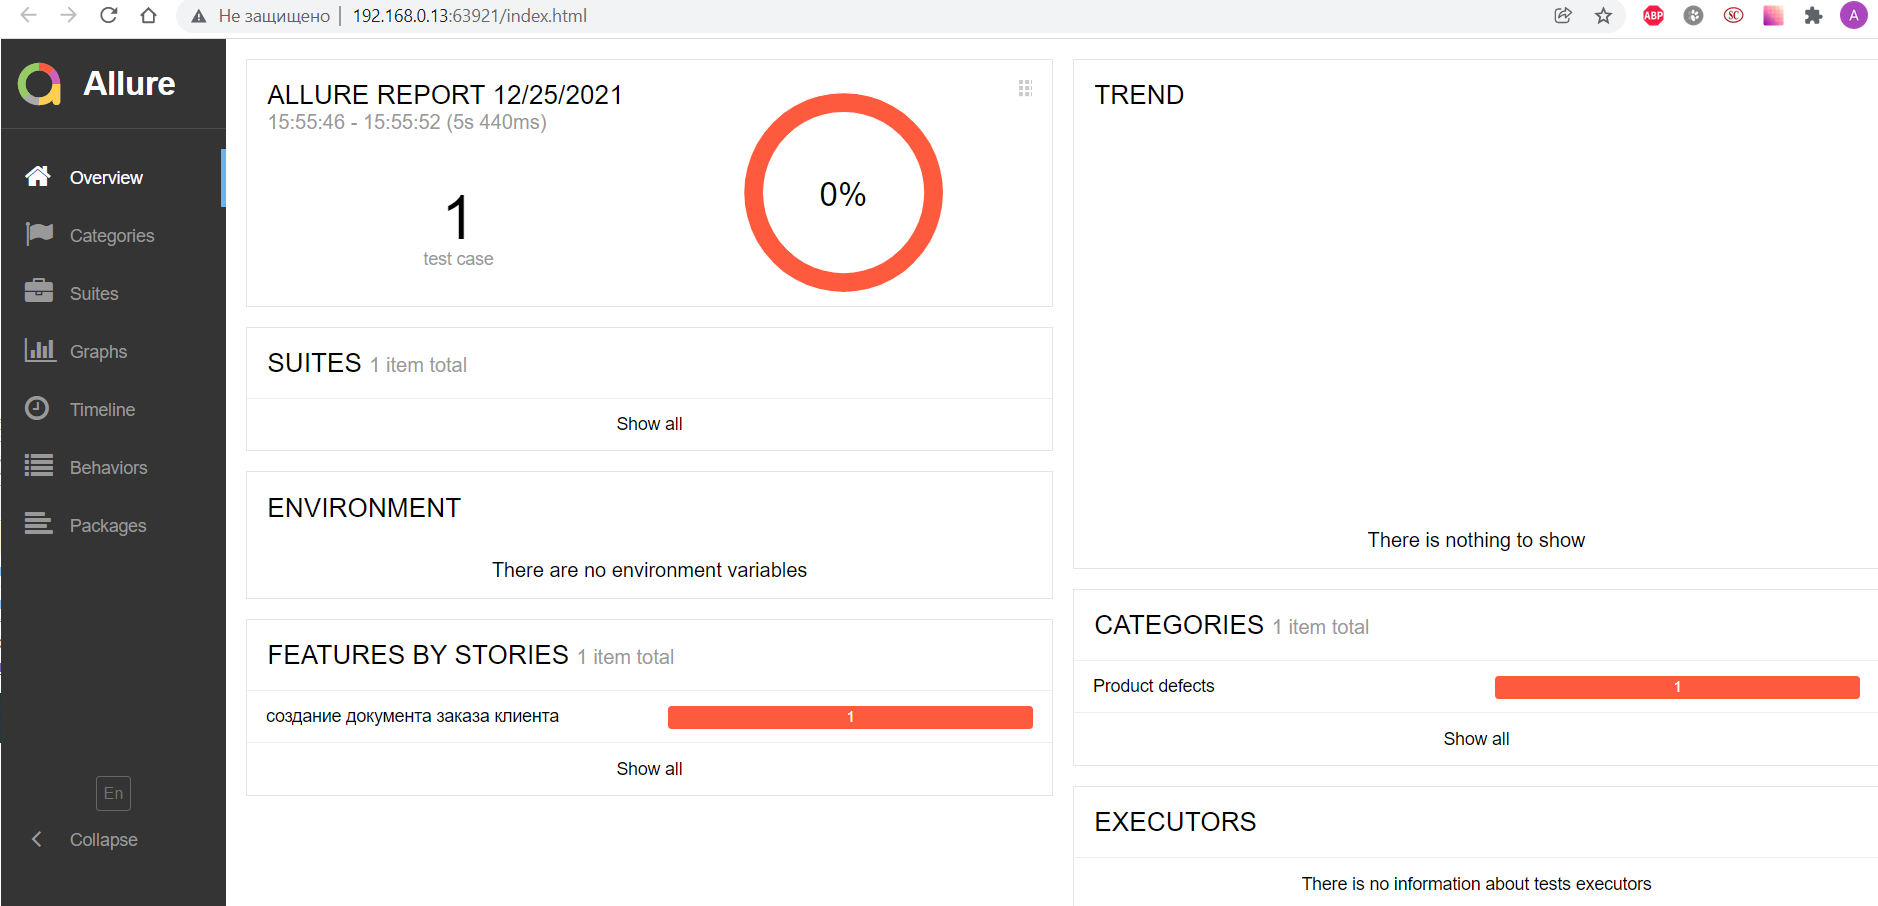 Не защищено | 192.168.0.13:63921/index.html
ABP
SC
A
Allure
Overview
Categories
Suites
Graphs
Timeline
Behaviors
Packages
En
Collapse
ALLURE REPORT 12/25/2021
15:55:46 - 15:55:52 (5s 440ms)
1
test case
0%
SUITES 1 item total
Show all
ENVIRONMENT
There are no environment variables
FEATURES BY STORIES 1 item total
создание документа заказа клиента 1
Show all
TREND
There is nothing to show
CATEGORIES 1 item total
Product defects 1
Show all
EXECUTORS
There is no information about tests executors